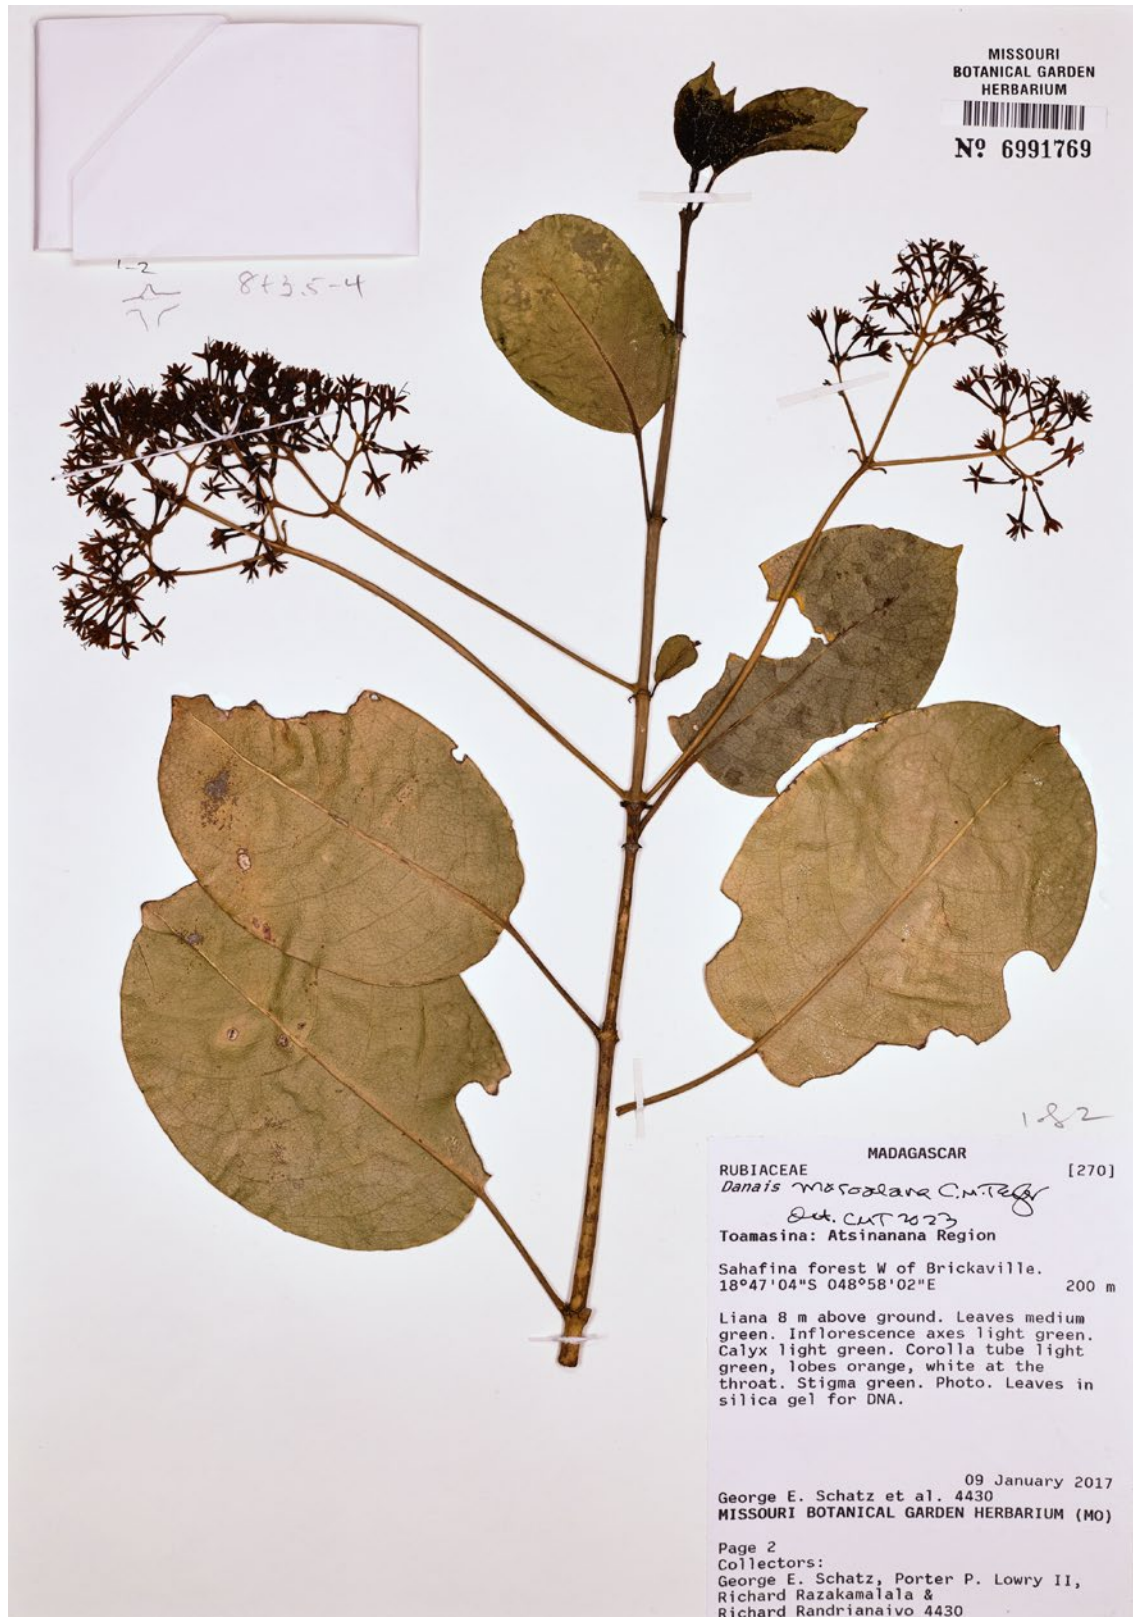 MISSOURI
BOTANICAL GARDEN
HERBARIUM
Nº 6991769
1-2
8+3.5-4
1 of 2
MADAGASCAR
RUBIACEAE [270]
Danais masoalana C.M. Taylor
Det. CMT 2023
Toamasina: Atsinanana Region
Sahafina forest W of Brickaville.
18°47'04"S 048°58'02"E 200 m
Liana 8 m above ground. Leaves medium
green. Inflorescence axes light green.
Calyx light green. Corolla tube light
green, lobes orange, white at the
throat. Stigma green. Photo. Leaves in
silica gel for DNA.
09 January 2017
George E. Schatz et al. 4430
MISSOURI BOTANICAL GARDEN HERBARIUM (MO)
Page 2
Collectors:
George E. Schatz, Porter P. Lowry II,
Richard Razakamalala &
Richard Randrianaivo 4430